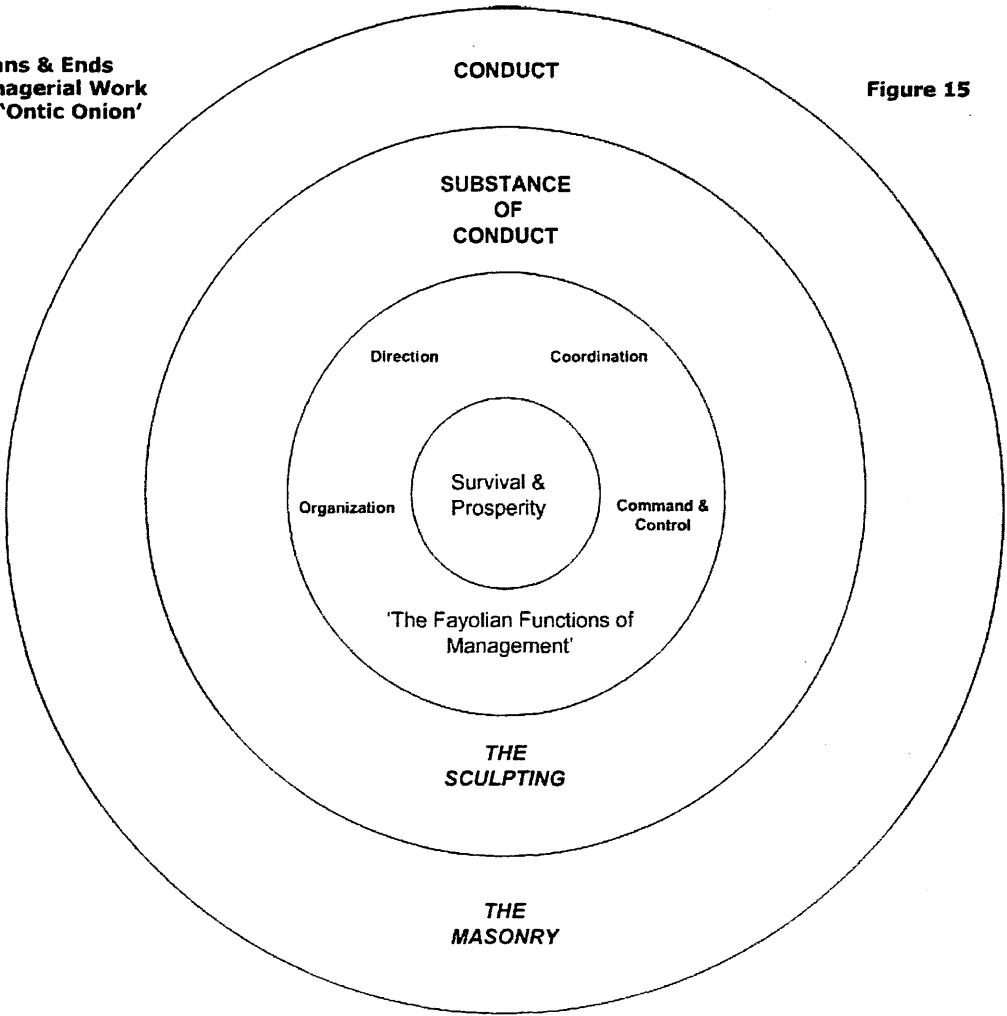 ns & Ends
nagerial Work
'Ontic Onion'
Figure 15
CONDUCT
SUBSTANCE
OF
CONDUCT
Direction
Coordination
Survival &
Prosperity
Organization
Command &
Control
'The Fayolian Functions of
Management'
THE
SCULPTING
THE
MASONRY